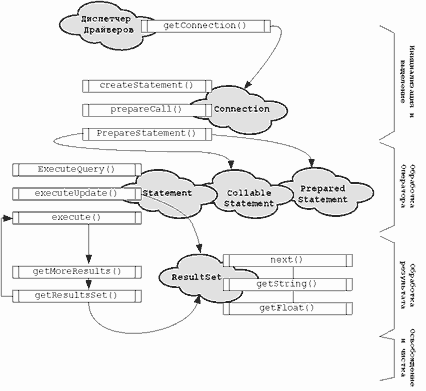 Диспетчер
Драйверов
getConnection()
createStatement()
prepareCall()
Connection
PrepareStatement()
ExecuteQuery()
executeUpdate()
execute()
Statement
Collable
Statement
Prepared
Statement
getMoreResults()
getResultsSet()
ResultSet
next()
getString()
getFloat()
Инициализация и
выделение
Обработка
Оператора
Обработка
результата
Освобождение
и чистка